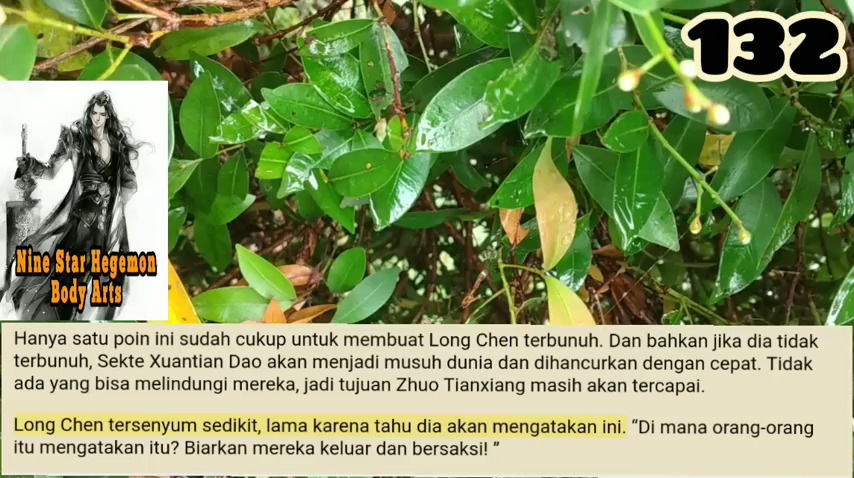 132
Nine Star Hegemon
Body Arts
Hanya satu poin ini sudah cukup untuk membuat Long Chen terbunuh. Dan bahkan jika dia tidak
terbunuh, Sekte Xuantian Dao akan menjadi musuh dunia dan dihancurkan dengan cepat. Tidak
ada yang bisa melindungi mereka, jadi tujuan Zhuo Tianxiang masih akan tercapai.
Long Chen tersenyum sedikit, lama karena tahu dia akan mengatakan ini. “Di mana orang-orang
itu mengatakan itu? Biarkan mereka keluar dan bersaksi! ”